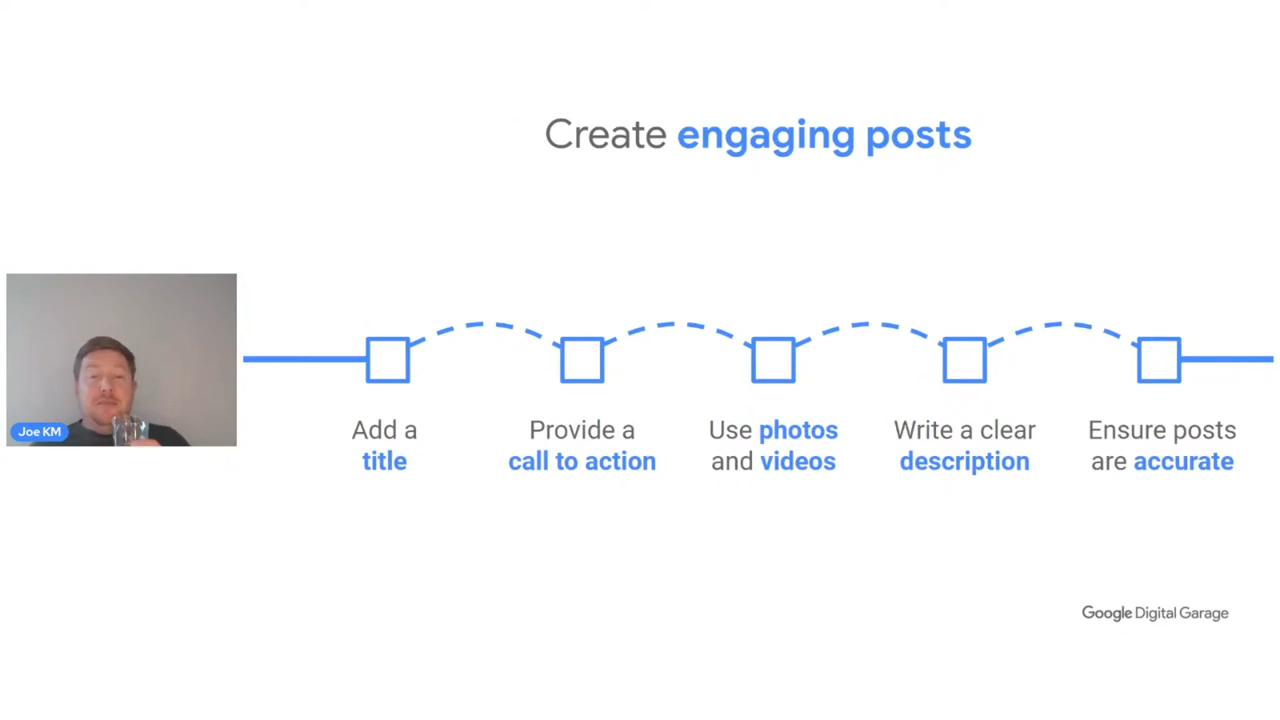 Create engaging posts
Joe KM
Add a
title
Provide a
call to action
Use photos
and videos
Write a clear
description
Ensure posts
are accurate
Google Digital Garage